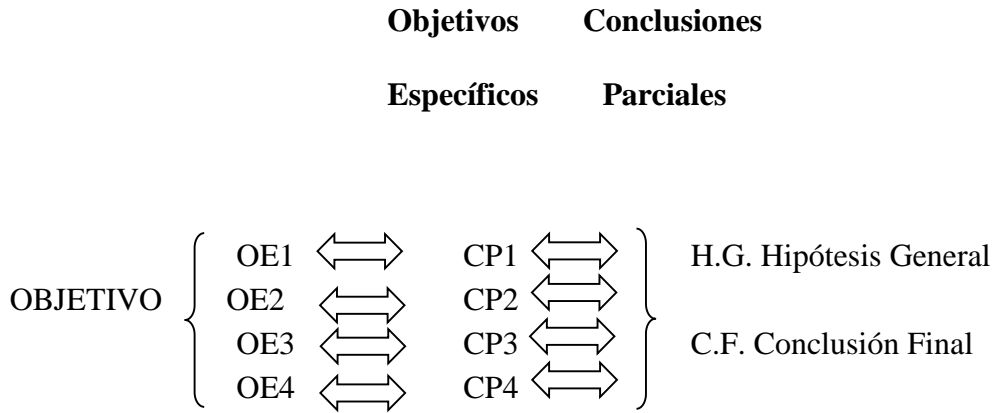 Objetivos Conclusiones
Específicos Parciales
OE1 CP1 H.G. Hipótesis General
OBJETIVO OE2 CP2
OE3 CP3 C.F. Conclusión Final
OE4 CP4